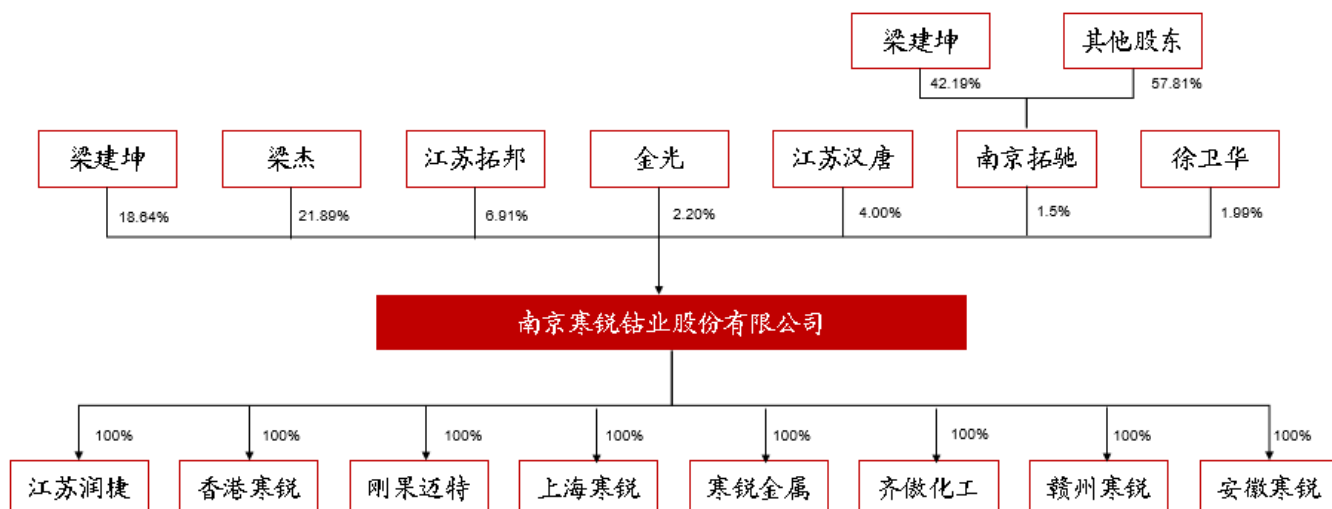 梁建坤
其他股东
42.19%
57.81%
梁建坤
梁杰
江苏拓邦
金光
江苏汉唐
南京拓驰
徐卫华
18.64%
21.89%
6.91%
2.20%
4.00%
1.5%
1.99%
南京寒锐钴业股份有限公司
100%
100%
100%
100%
100%
100%
100%
100%
江苏润捷
香港寒锐
刚果迈特
上海寒锐
寒锐金属
齐傲化工
赣州寒锐
安徽寒锐